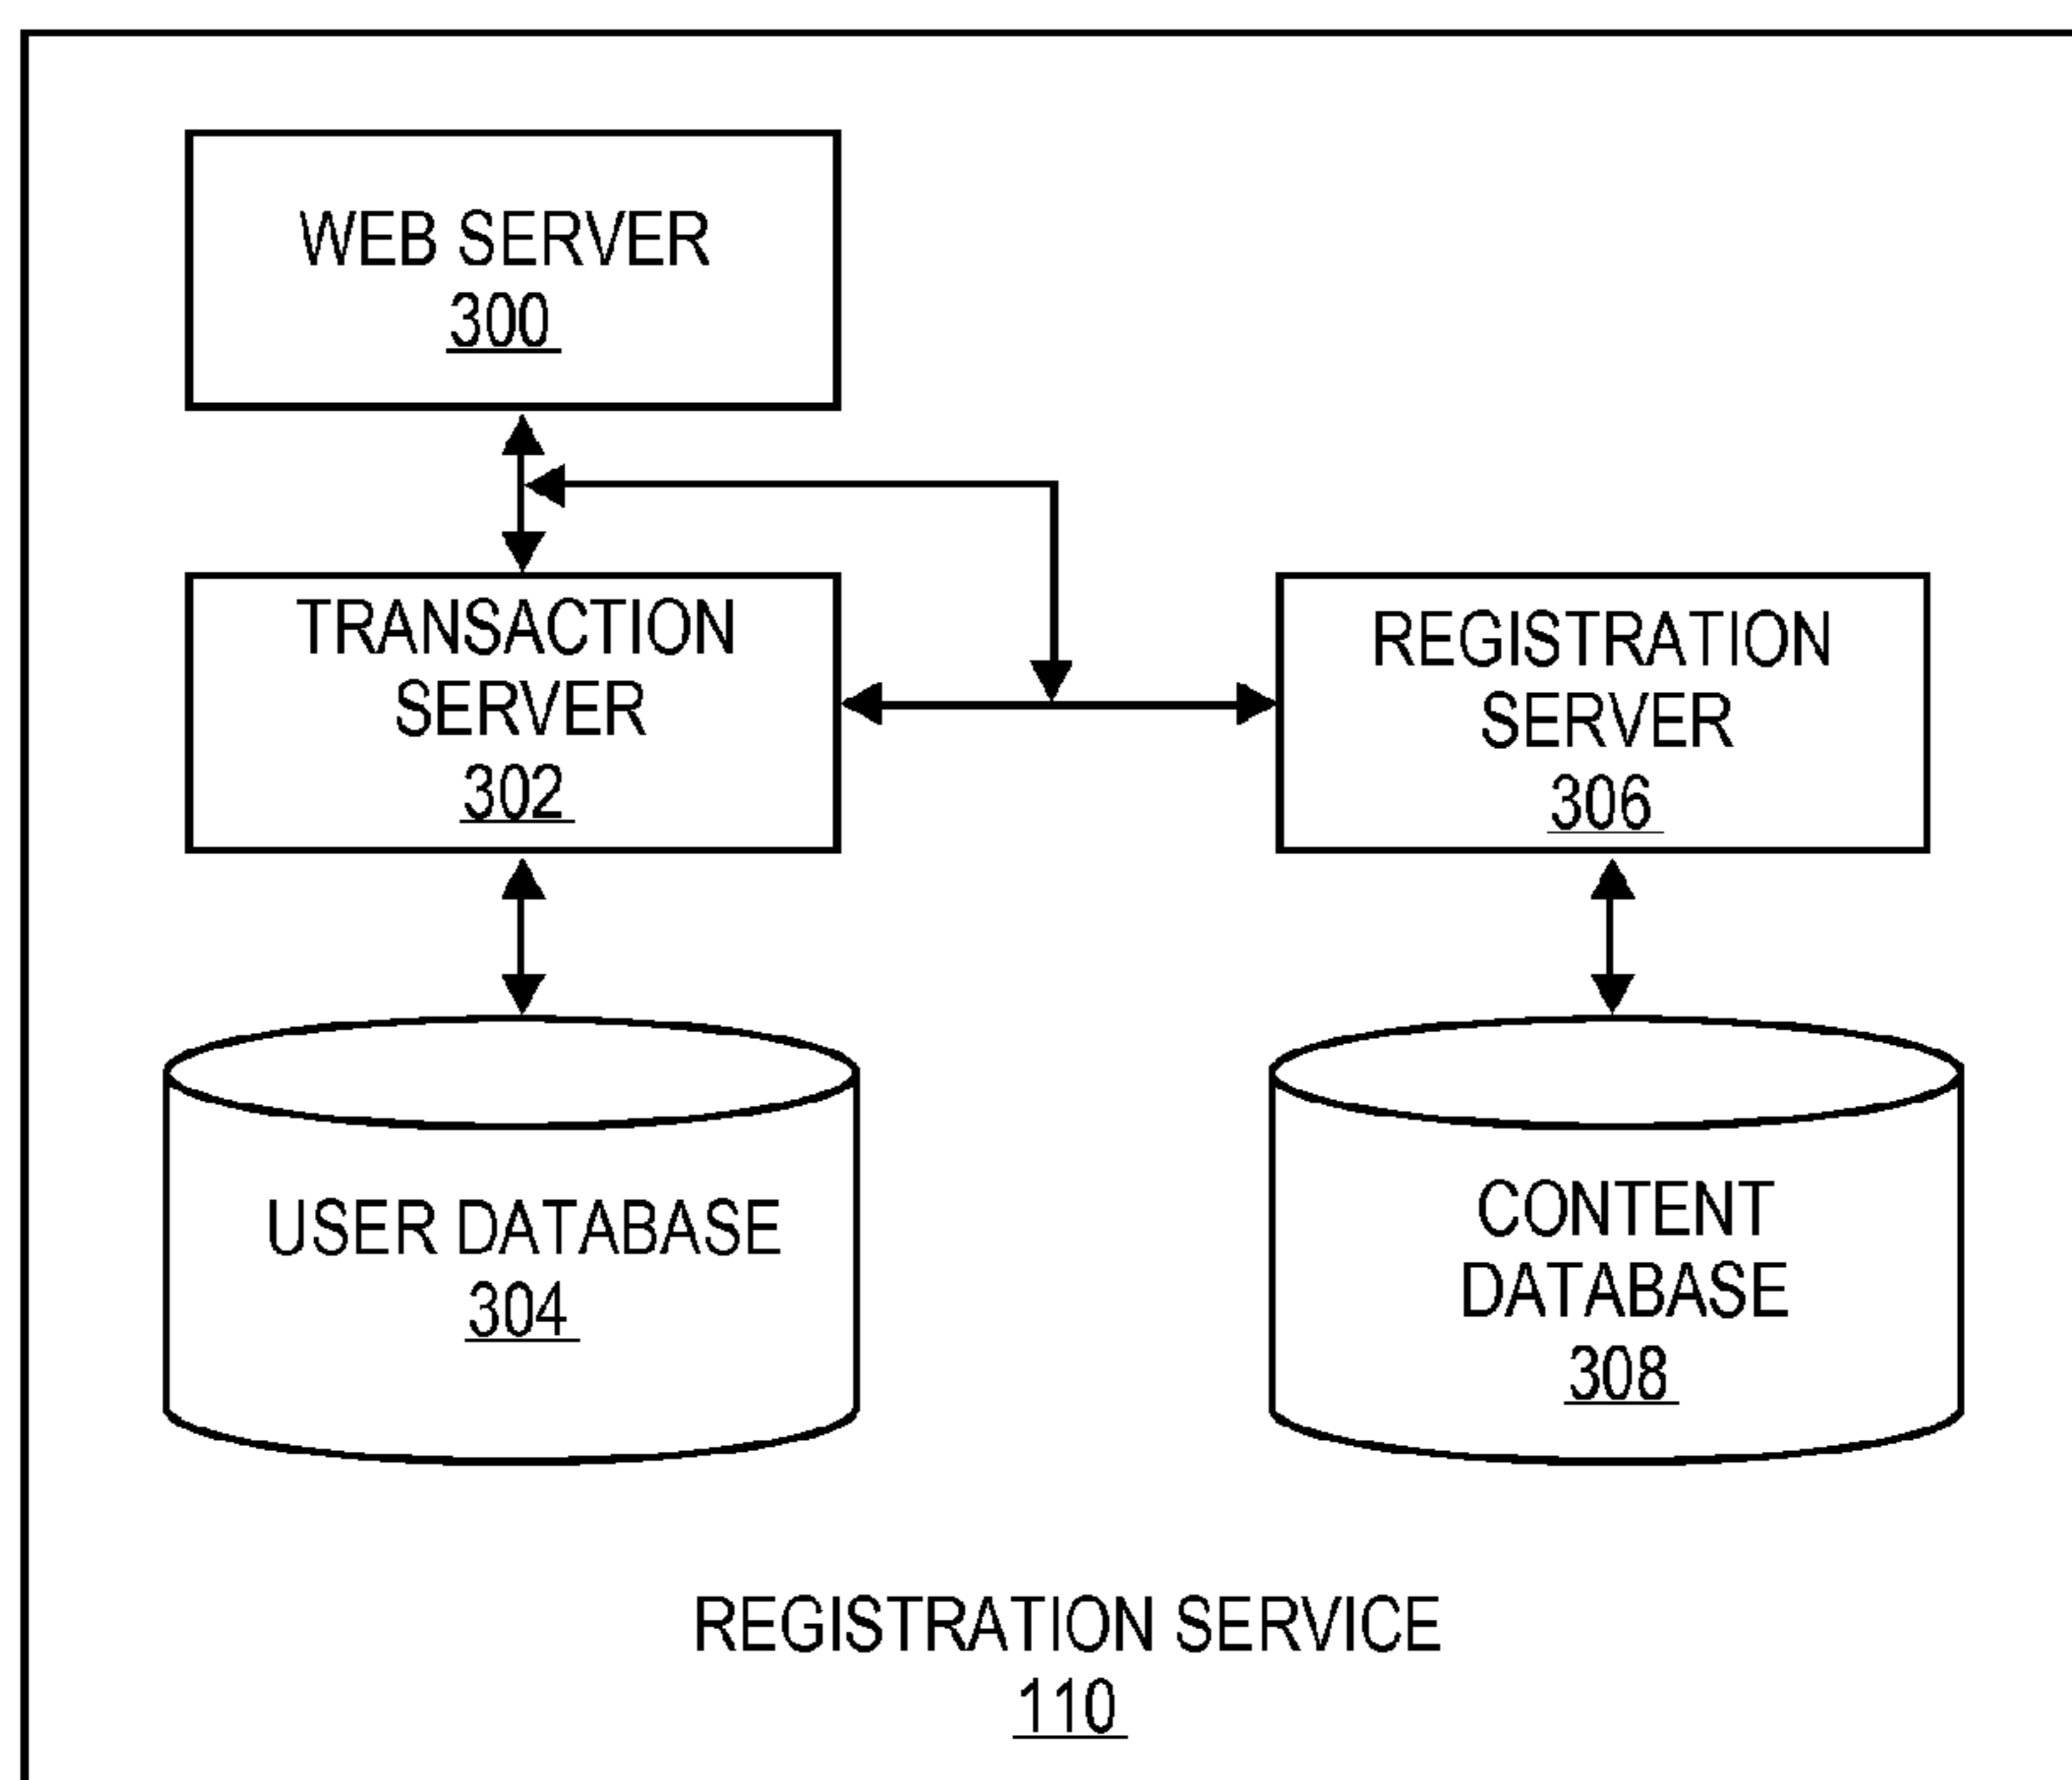 WEB SERVER
300
TRANSACTION
SERVER
302
REGISTRATION
SERVER
306
USER DATABASE
304
CONTENT
DATABASE
308
REGISTRATION SERVICE
110